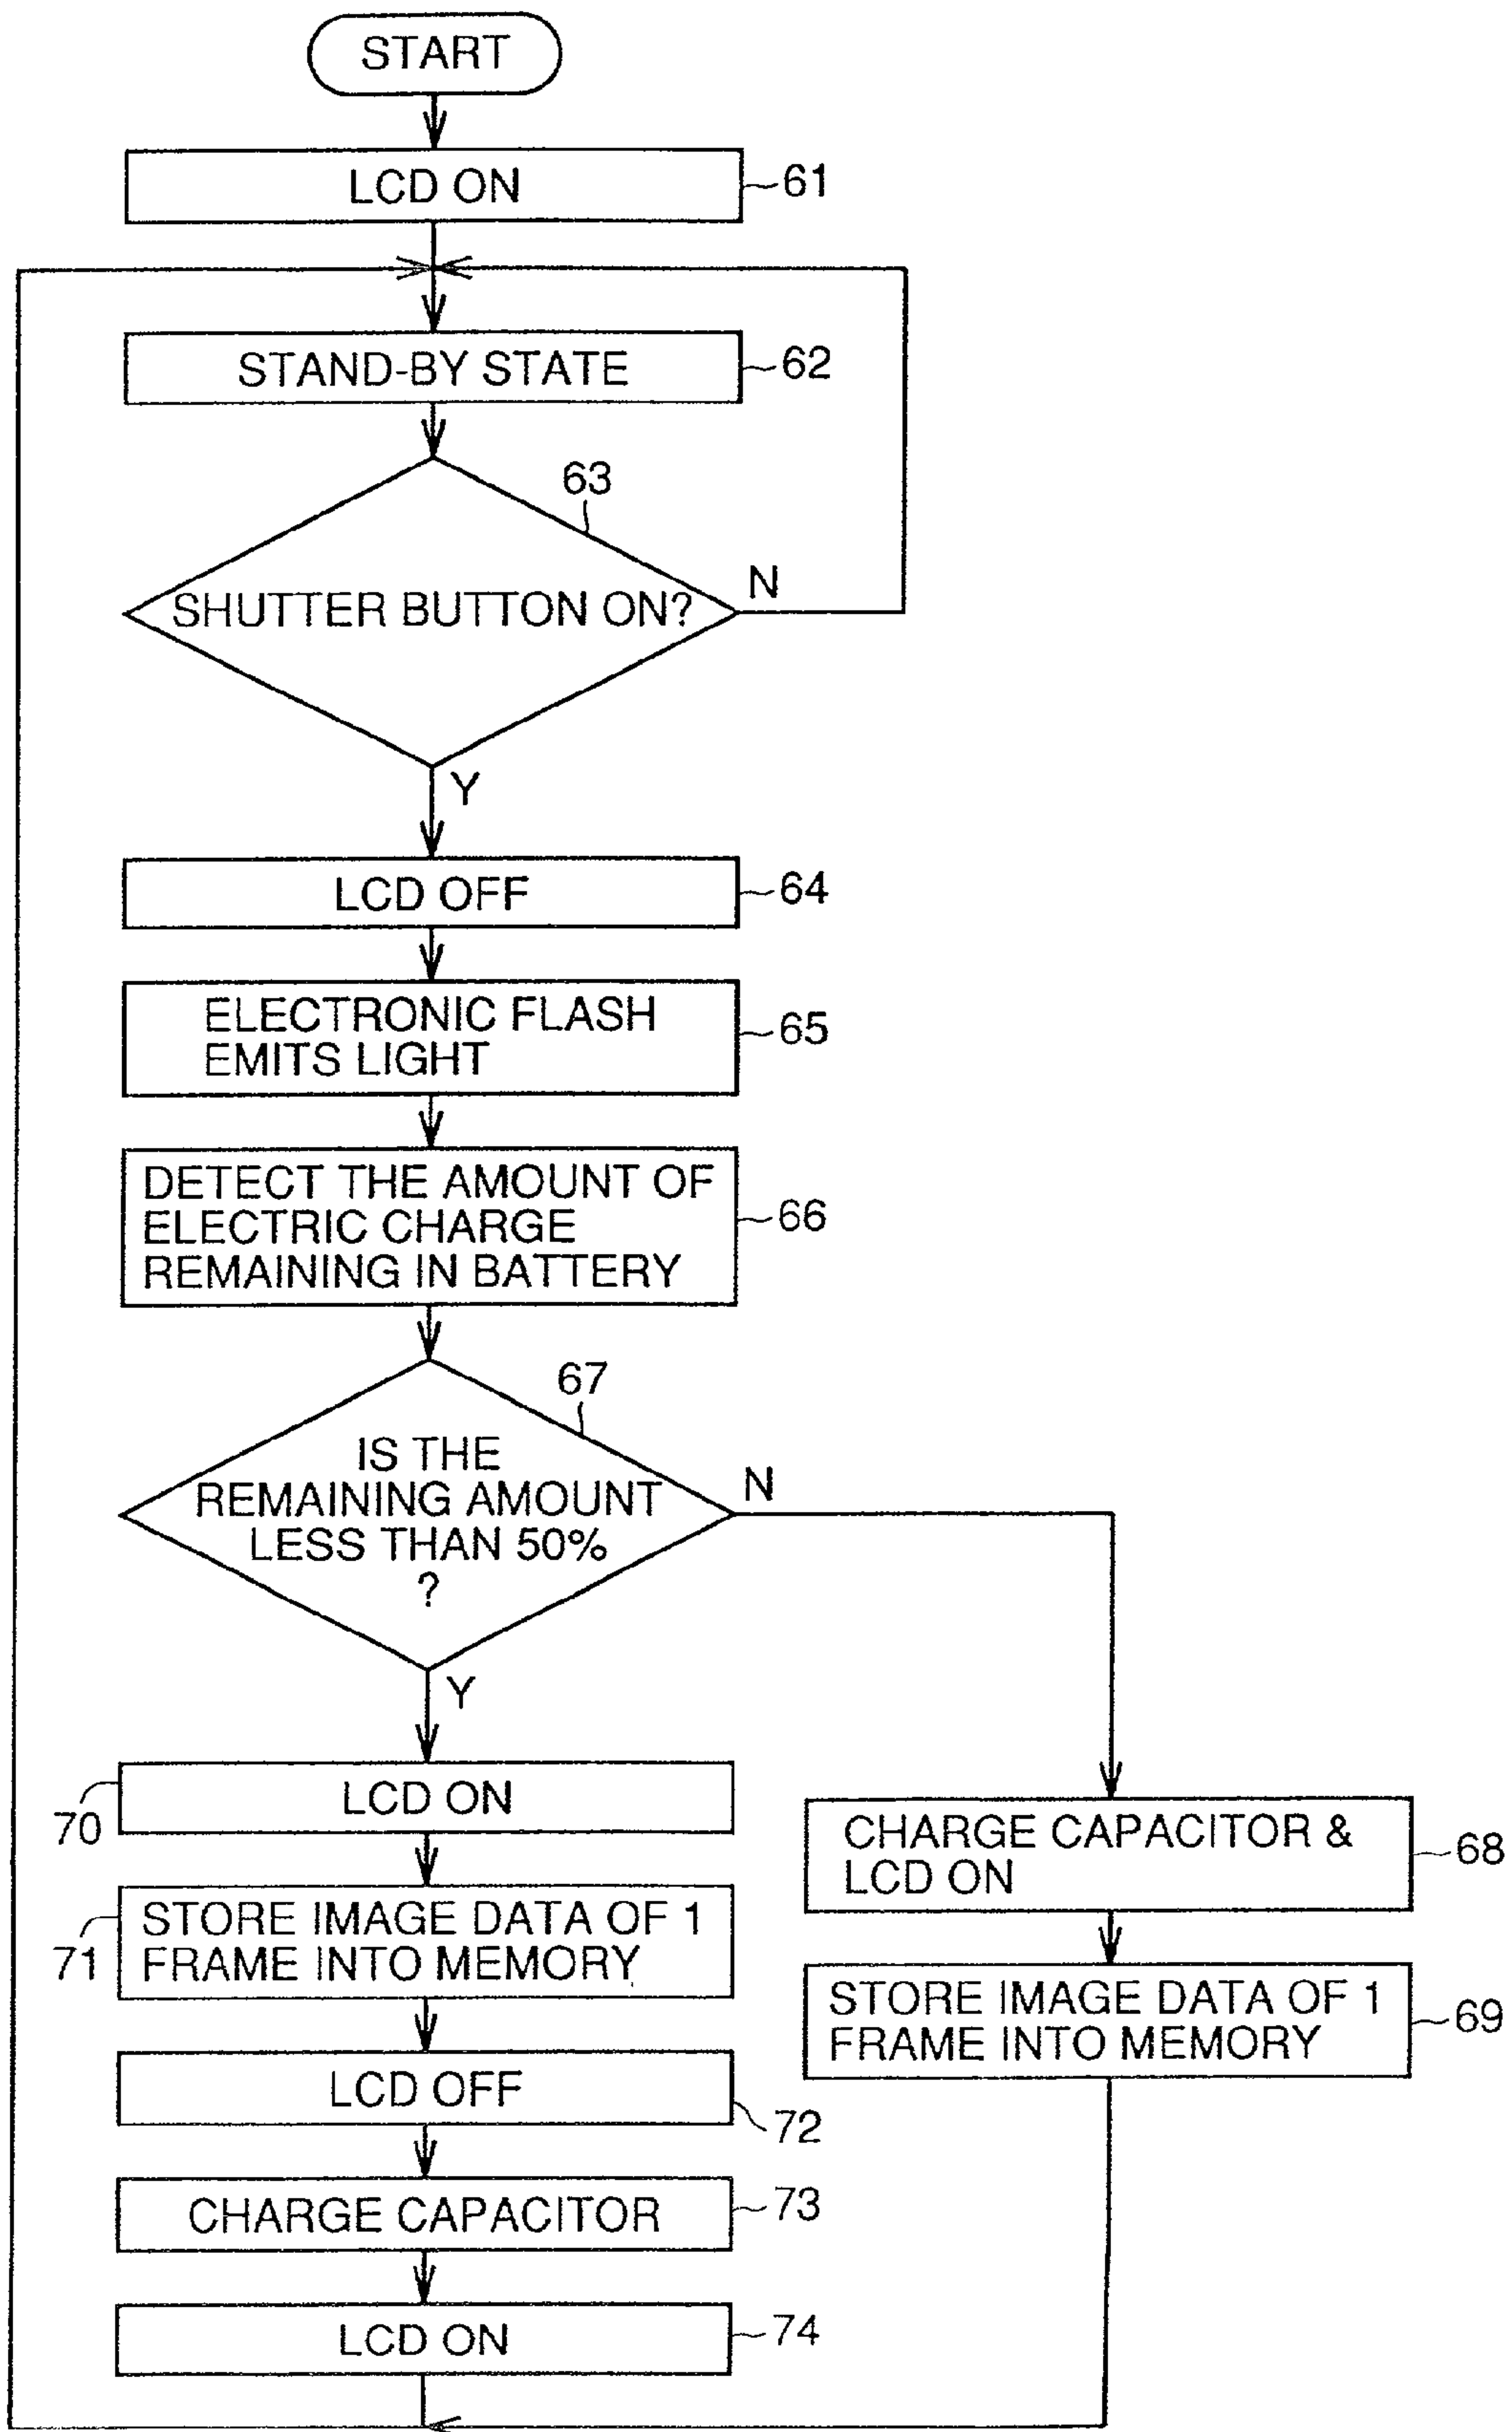 START
LCD ON
61
STAND-BY STATE
62
63
SHUTTER BUTTON ON?
N
Y
LCD OFF
64
ELECTRONIC FLASH
EMITS LIGHT
65
DETECT THE AMOUNT OF
ELECTRIC CHARGE
REMAINING IN BATTERY
66
67
IS THE
REMAINING AMOUNT
LESS THAN 50%
?
N
Y
LCD ON
70
CHARGE CAPACITOR &
LCD ON
68
STORE IMAGE DATA OF 1
FRAME INTO MEMORY
71
STORE IMAGE DATA OF 1
FRAME INTO MEMORY
69
LCD OFF
72
CHARGE CAPACITOR
73
LCD ON
74